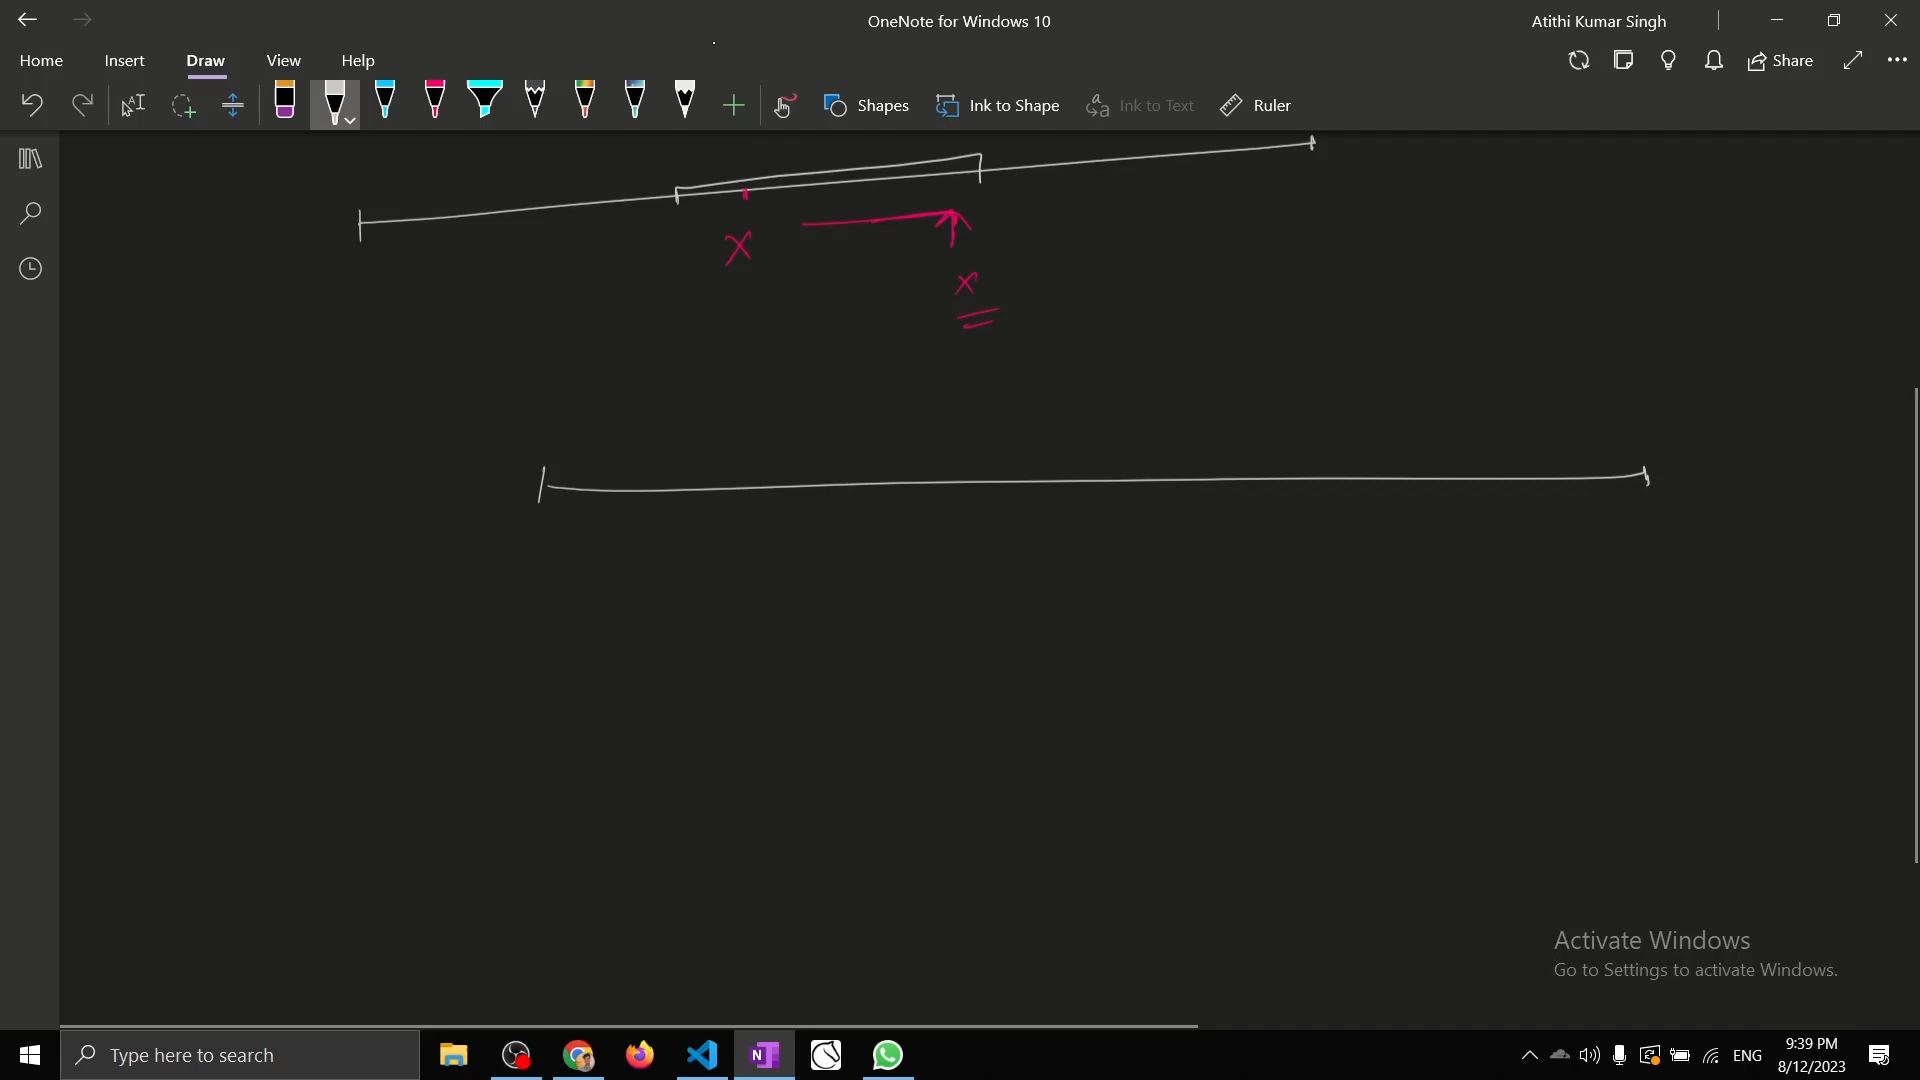 OneNote for Windows 10
Atithi Kumar Singh
Home Insert Draw View Help
Share
Shapes Ink to Shape Ink to Text Ruler
x
x
Activate Windows
Go to Settings to activate Windows.
Type here to search
ENG
9:39 PM
8/12/2023